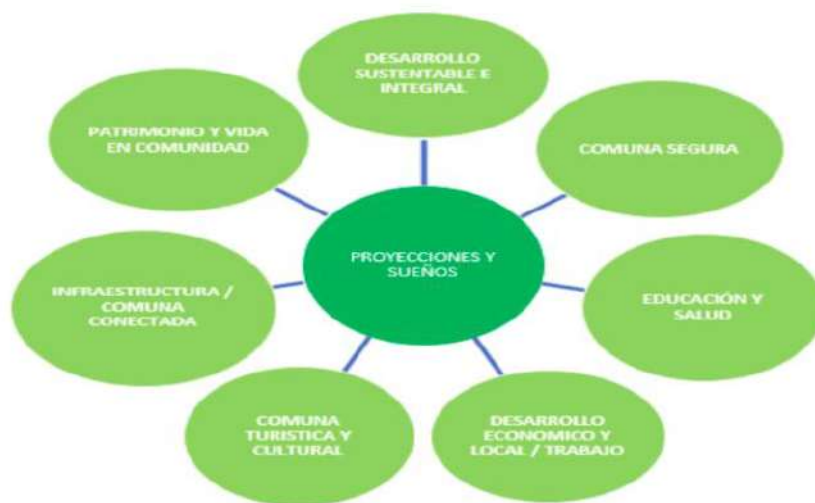 DESARROLLO
SUSTENTABLE E
INTEGRAL
PATRIMONIO Y VIDA
EN COMUNIDAD
COMUNA SEGURA
PROYECCIONES Y
SUEÑOS
INFRAESTRUCTURA /
COMUNA
CONECTADA
EDUCACIÓN Y
SALUD
COMUNA
TURISTICA Y
CULTURAL
DESARROLLO
ECONOMICO Y
LOCAL / TRABAJO